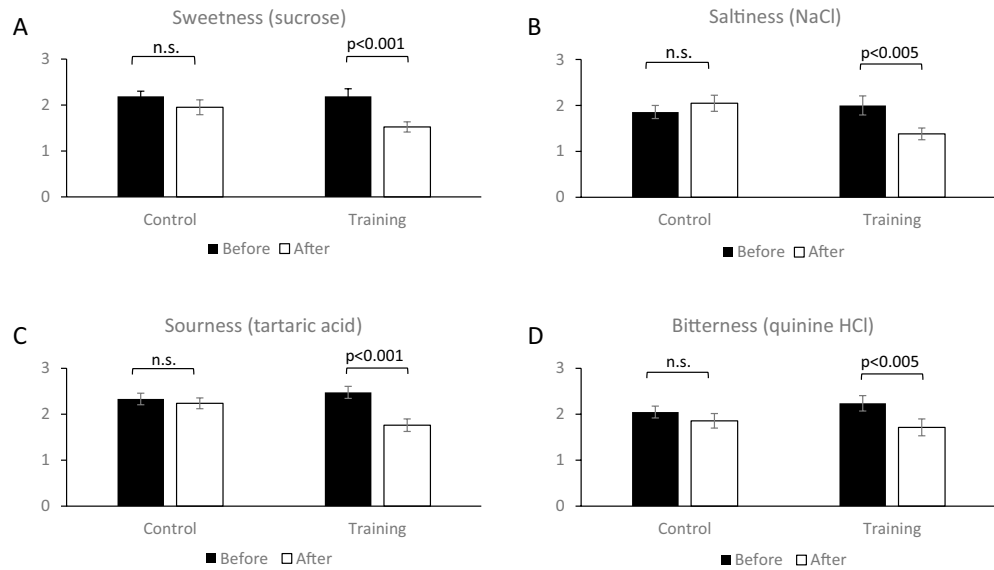 A
Sweetness (sucrose)
n.s.
p<0.001
3
2
1
0
Control
Training
Before After
B
Saltiness (NaCl)
n.s.
p<0.005
3
2
1
0
Control
Training
Before After
C
Sourness (tartaric acid)
n.s.
p<0.001
3
2
1
0
Control
Training
Before After
D
Bitterness (quinine HCl)
n.s.
p<0.005
3
2
1
0
Control
Training
Before After